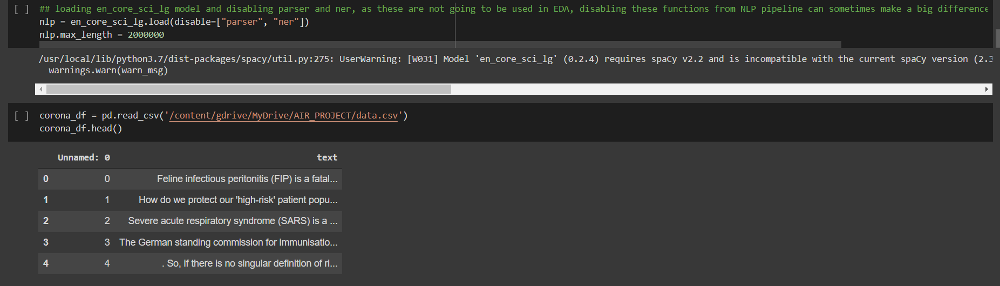 [ ] ## loading en_core_sci_lg model and disabling parser and ner, as these are not going to be used in EDA, disabling these functions from NLP pipeline can sometimes make a big difference
nlp = en_core_sci_lg.load(disable=["parser", "ner"])
nlp.max_length = 2000000
/usr/local/lib/python3.7/dist-packages/spacy/util.py:275: UserWarning: [W031] Model 'en_core_sci_lg' (0.2.4) requires spaCy v2.2 and is incompatible with the current spaCy version (2.3
warnings.warn(warn_msg)
[ ] corona_df = pd.read_csv('/content/gdrive/MyDrive/AIR_PROJECT/data.csv')
corona_df.head()
Unnamed: 0 text
0 0 Feline infectious peritonitis (FIP) is a fatal...
1 1 How do we protect our 'high-risk' patient popu...
2 2 Severe acute respiratory syndrome (SARS) is a ...
3 3 The German standing commission for immunisatio...
4 4 . So, if there is no singular definition of ri...